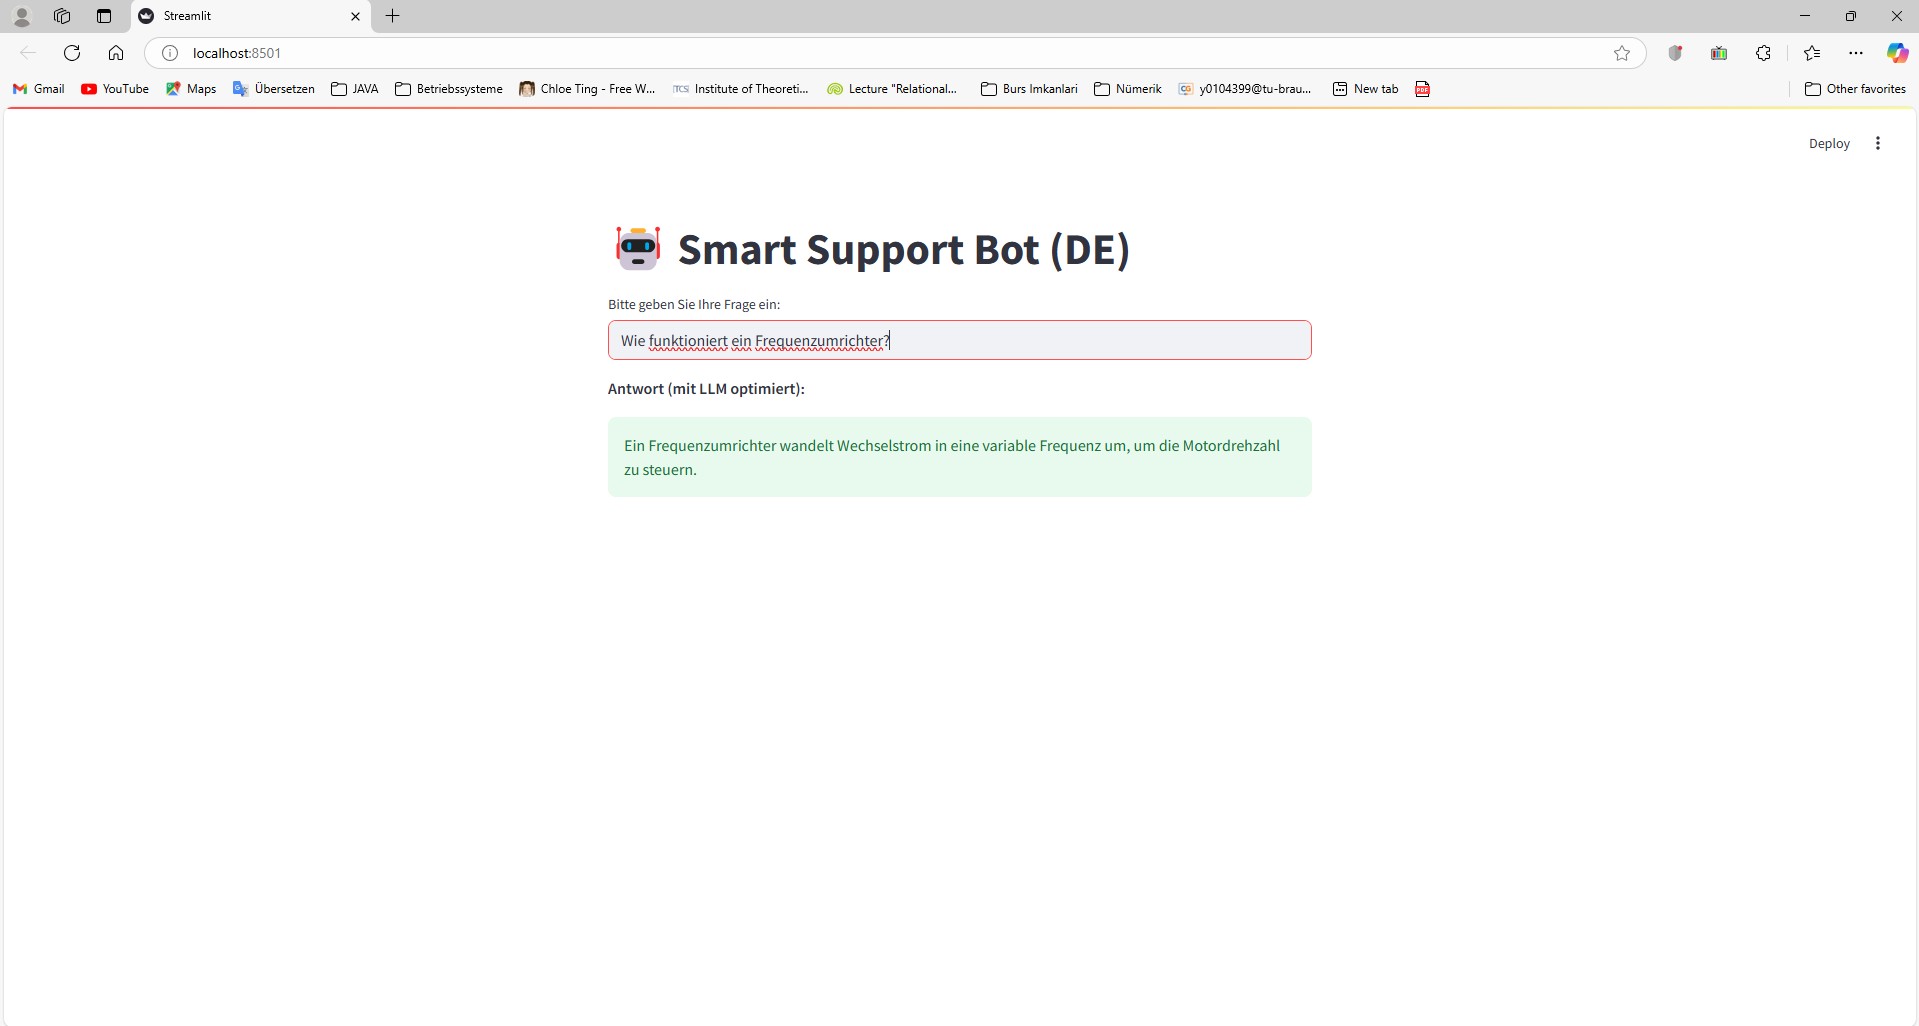 Streamlit
localhost:8501
Gmail
YouTube
Maps
Übersetzen
JAVA
Betriebssysteme
Chloe Ting - Free W...
TCS
Institute of Theoreti...
Lecture "Relational...
Burs Imkanlari
Nümerik
CG
y0104399@tu-brau...
New tab
PDF
Other favorites
Deploy
Smart Support Bot (DE)
Bitte geben Sie Ihre Frage ein:
Wie funktioniert ein Frequenzumrichter?
Antwort (mit LLM optimiert):
Ein Frequenzumrichter wandelt Wechselstrom in eine variable Frequenz um, um die Motordrehzahl
zu steuern.